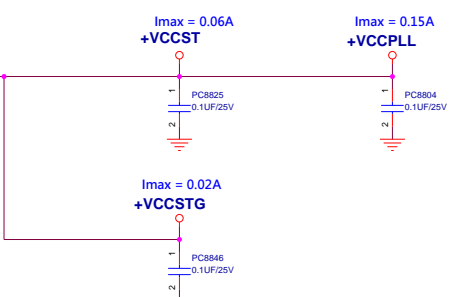 Imax = 0.06A
+VCCST
Imax = 0.15A
+VCCPLL
1
PC8825
0.1UF/25V
2
1
PC8804
0.1UF/25V
2
Imax = 0.02A
+VCCSTG
1
PC8846
0.1UF/25V
2